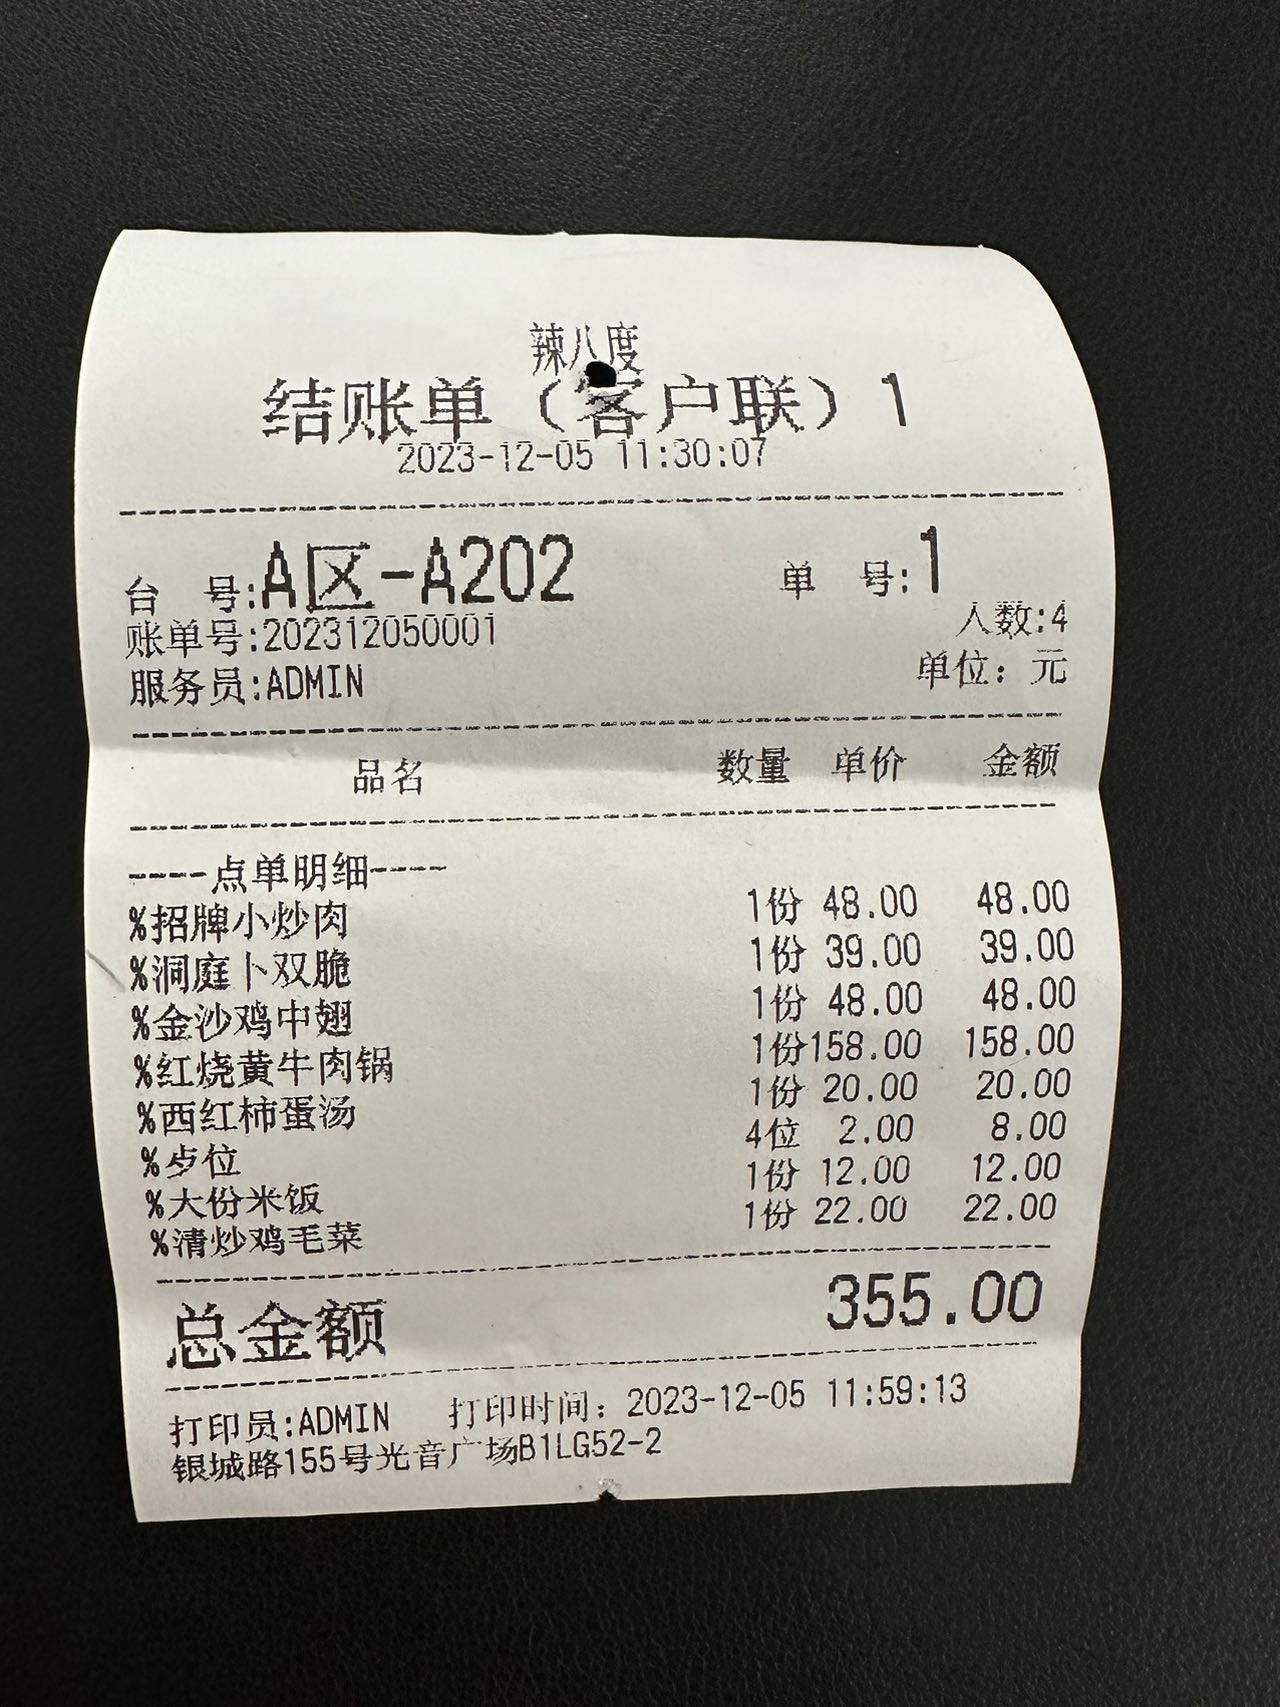 辣八度
结账单（客户联）1
2023-12-05 11:30:07
台 号:A区-A202 单 号:1
账单号:202312050001 人数:4
服务员:ADMIN 单位：元
品名 数量 单价 金额
----点单明细----
%招牌小炒肉 1份 48.00 48.00
%洞庭卜双脆 1份 39.00 39.00
%金沙鸡中翅 1份 48.00 48.00
%红烧黄牛肉锅 1份158.00 158.00
%西红柿蛋汤 1份 20.00 20.00
%歺位 4位 2.00 8.00
%大份米饭 1份 12.00 12.00
%清炒鸡毛菜 1份 22.00 22.00
总金额 355.00
打印员:ADMIN 打印时间：2023-12-05 11:59:13
银城路155号光音广场B1LG52-2